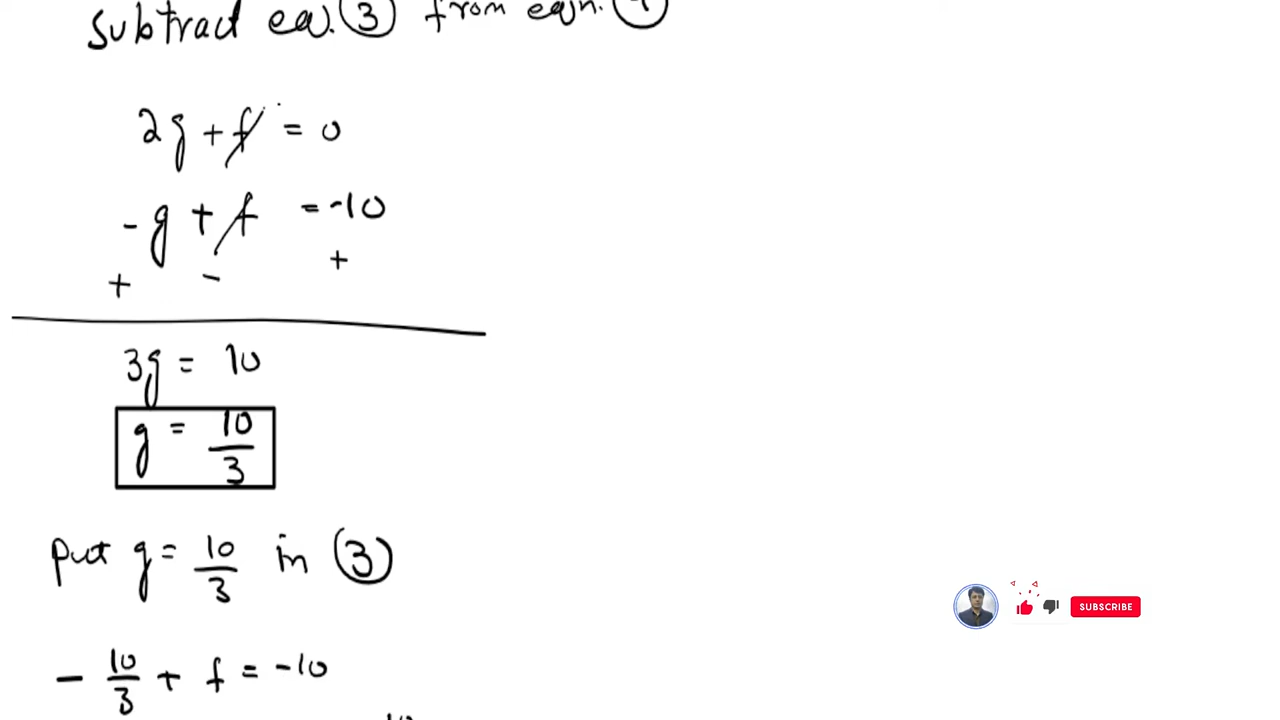 subtract eq. ③ from eqn. ④
2g + f = 0
-g + f = -10
+ - +
3g = 10
g = 10/3
put g = 10/3 in ③
- 10/3 + f = -10
SUBSCRIBE